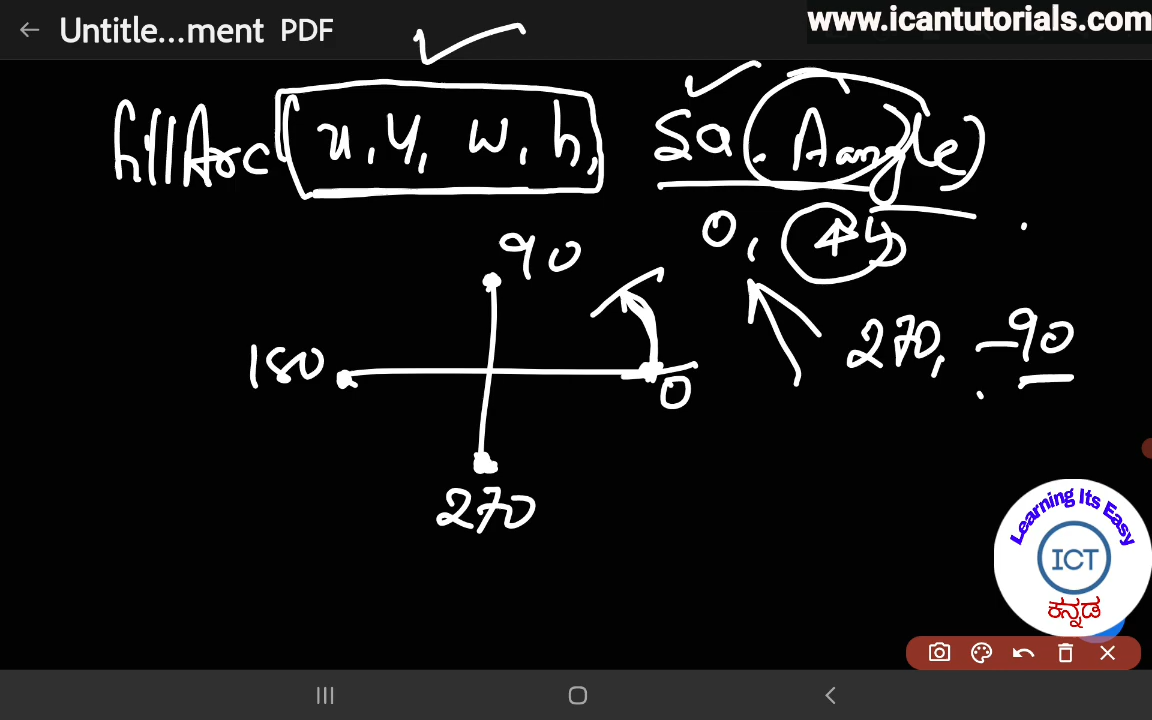 Untitle...ment PDF
www.icantutorials.com
fillArc(x, y, w, h, Sa, Aangle)
0, 45
90
270, -90
180
0
270
Learning Its Easy
ICT
ಕನ್ನಡ